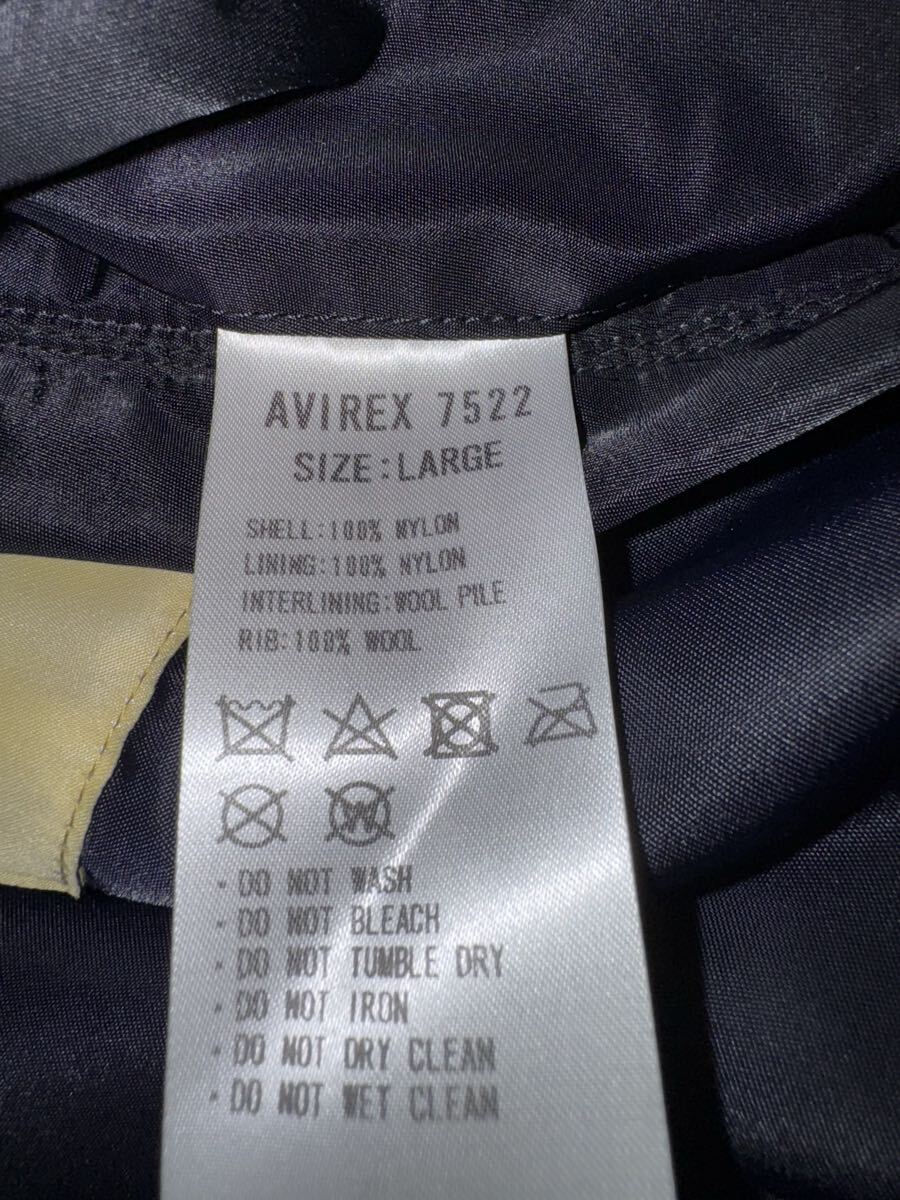 AVIREX 7522
SIZE:LARGE
SHELL:100% NYLON
LINING:100% NYLON
INTERLINING:WOOL PILE
RIB:100% WOOL
W
· DO NOT WASH
· DO NOT BLEACH
· DO NOT TUMBLE DRY
· DO NOT IRON
· DO NOT DRY CLEAN
· DO NOT WET CLEAN